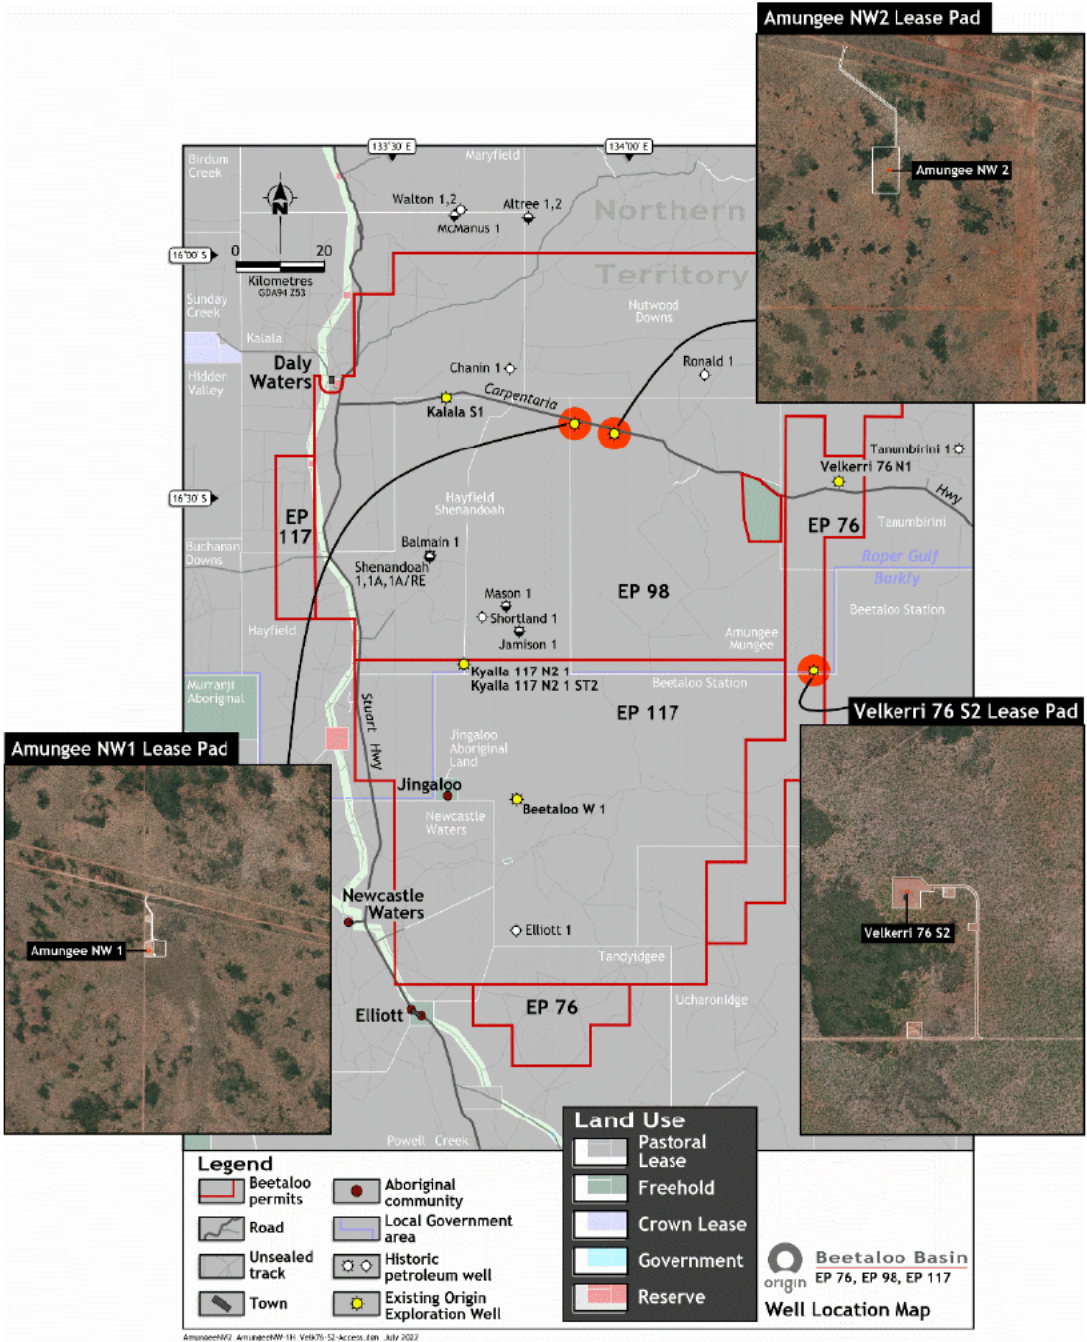 Amungee NW2 Lease Pad
Amungee NW 2
133°30' E
134°00' E
Birdum
Creek
Maryfield
Walton 1,2
McManus 1
Altree 1,2
Northern
Territory
N
0
20
Kilometres
GDA94 Z53
16°00' S
Sunday
Creek
Kalala
Nutwood
Downs
Daly
Waters
Hidden
Valley
Chanin 1
Ronald 1
Carpentaria
Kalala S1
Tanumbirini 1
Velkerri 76 N1
Hwy
16°30' S
Hayfield
Shenandoah
EP
117
EP 76
Tanumbirini
Buchanan
Downs
Balmain 1
Shenandoah
1,1A,1A/RE
Roper Gulf
Barkly
EP 98
Mason 1
Shortland 1
Jamison 1
Beetaloo Station
Hayfield
Amungee
Mungee
Kyalla 117 N2 1
Kyalla 117 N2 1 ST2
Beetaloo Station
Murranji
Aboriginal
Stuart Hwy
EP 117
Velkerri 76 S2 Lease Pad
Amungee NW1 Lease Pad
Jingaloo
Aboriginal
Land
Jingaloo
Beetaloo W 1
Newcastle
Waters
Newcastle
Waters
Velkerri 76 S2
Amungee NW 1
Elliott 1
Tandyidgee
Ucharonidge
Elliott
EP 76
Powell Creek
Legend
Beetaloo
permits
Road
Unsealed
track
Town
Aboriginal
community
Local Government
area
Historic
petroleum well
Existing Origin
Exploration Well
Land Use
Pastoral
Lease
Freehold
Crown Lease
Government
Reserve
origin
Beetaloo Basin
EP 76, EP 98, EP 117
Well Location Map
AmungeeNW2_AmungeeNW-1H_Velk76-S2-Access.dgn July 2022